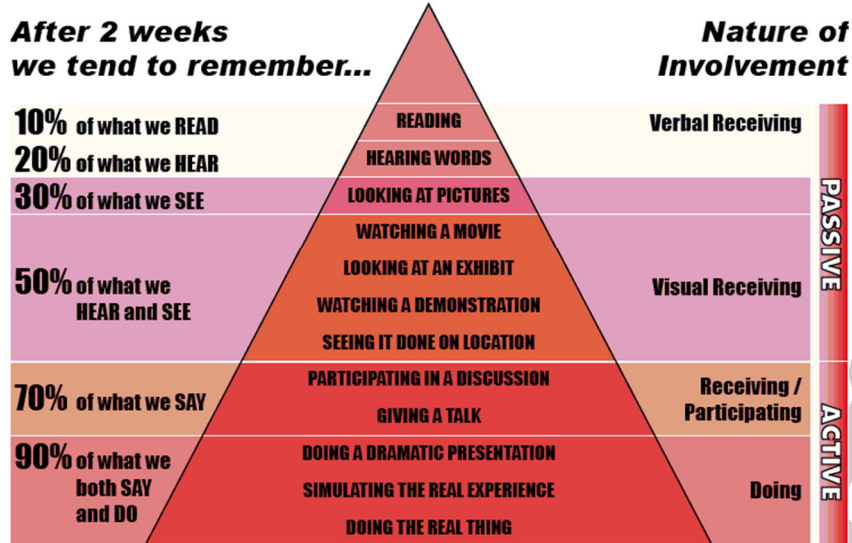 After 2 weeks
we tend to remember...
Nature of
Involvement
10% of what we READ
READING
Verbal Receiving
20% of what we HEAR
HEARING WORDS
30% of what we SEE
LOOKING AT PICTURES
WATCHING A MOVIE
LOOKING AT AN EXHIBIT
50% of what we
HEAR and SEE
Visual Receiving
WATCHING A DEMONSTRATION
SEEING IT DONE ON LOCATION
PASSIVE
PARTICIPATING IN A DISCUSSION
70% of what we SAY
Receiving /
Participating
GIVING A TALK
DOING A DRAMATIC PRESENTATION
90% of what we
both SAY
and DO
SIMULATING THE REAL EXPERIENCE
Doing
DOING THE REAL THING
ACTIVE